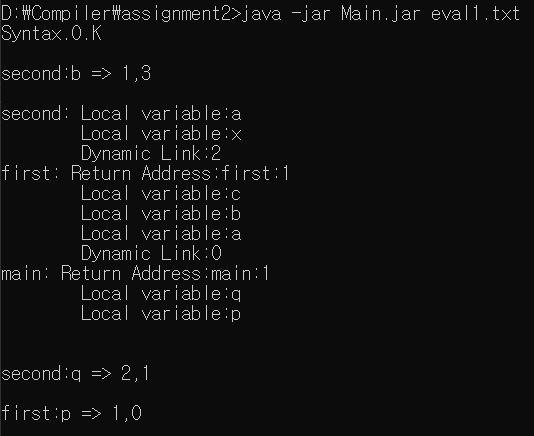 D:₩Compiler₩assignment2>java -jar Main.jar eval1.txt
Syntax.O.K
second:b => 1,3
second: Local variable:a
Local variable:x
Dynamic Link:2
first: Return Address:first:1
Local variable:c
Local variable:b
Local variable:a
Dynamic Link:0
main: Return Address:main:1
Local variable:q
Local variable:p
second:q => 2,1
first:p => 1,0